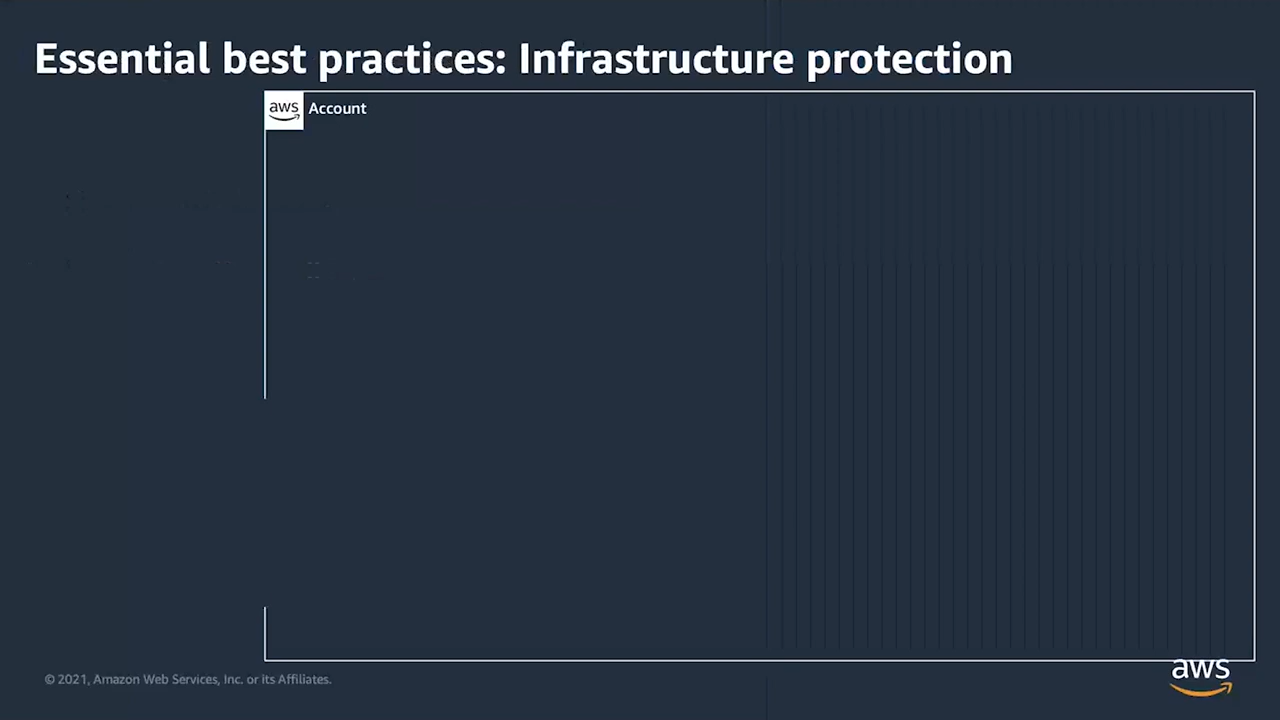 Essential best practices: Infrastructure protection
aws Account
© 2021, Amazon Web Services, Inc. or its Affiliates.
aws